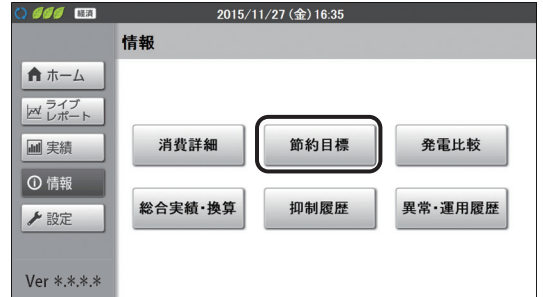 経済 2015/11/27(金)16:35
情報
ホーム
ライブ
レポート
実績
情報
設定
消費詳細 節約目標 発電比較
総合実績・換算 抑制履歴 異常・運用履歴
Ver *.*.*.*